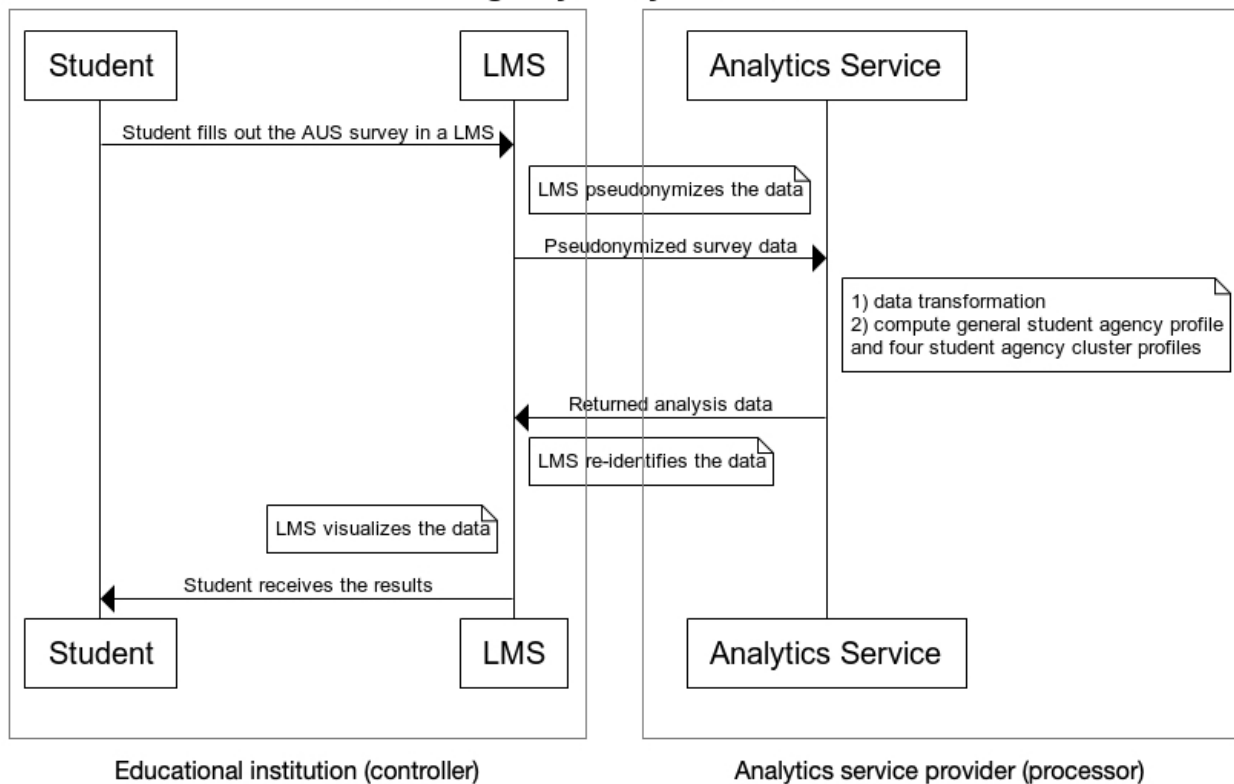 Student
LMS
Analytics Service
Student fills out the AUS survey in a LMS
LMS pseudonymizes the data
Pseudonymized survey data
1) data transformation
2) compute general student agency profile
and four student agency cluster profiles
Returned analysis data
LMS re-identifies the data
LMS visualizes the data
Student receives the results
Student
LMS
Analytics Service
Educational institution (controller)
Analytics service provider (processor)